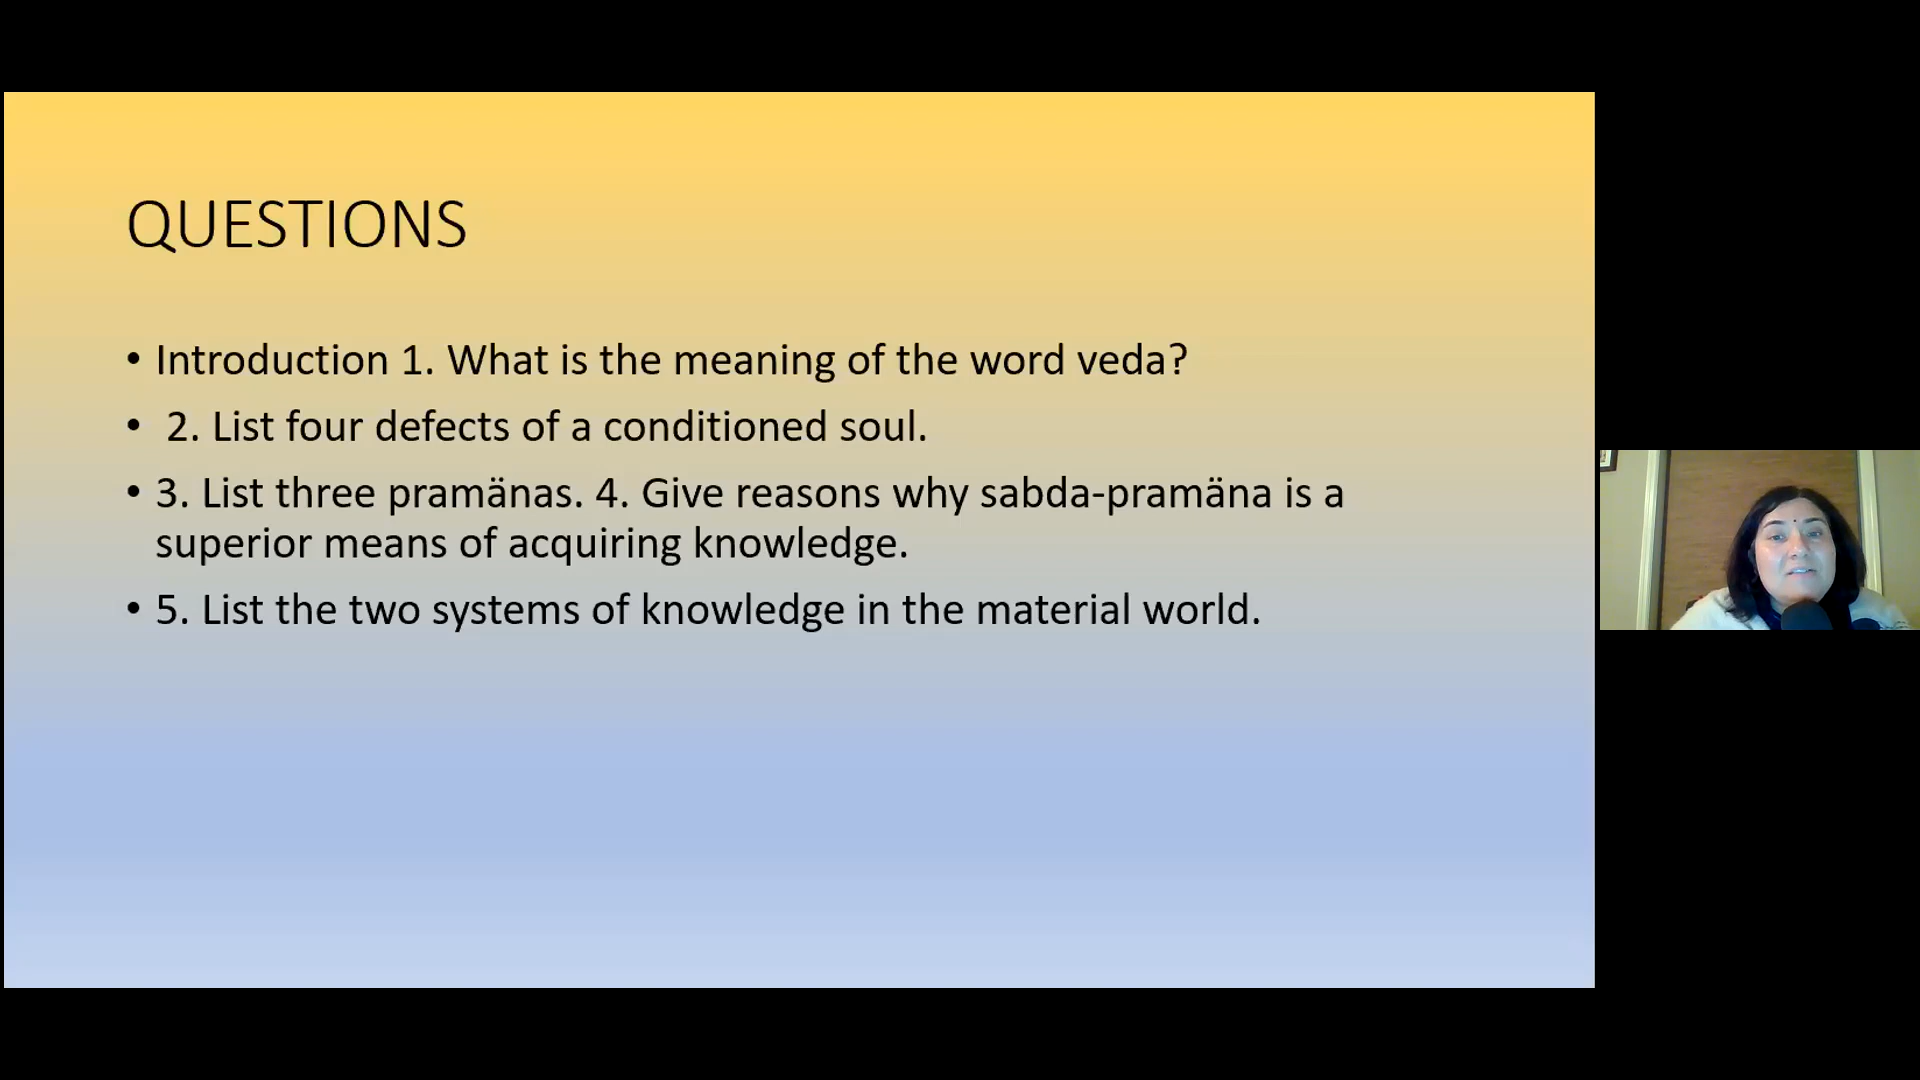 QUESTIONS
• Introduction 1. What is the meaning of the word veda?
• 2. List four defects of a conditioned soul.
• 3. List three pramänas. 4. Give reasons why sabda-pramäna is a
superior means of acquiring knowledge.
• 5. List the two systems of knowledge in the material world.